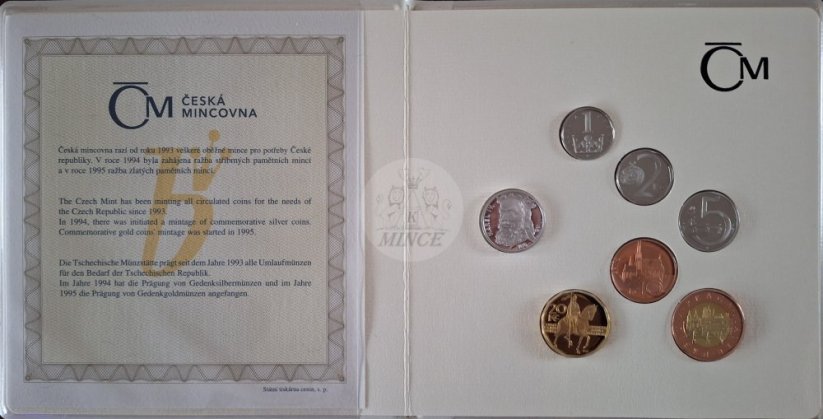 ČM ČESKÁ
MINCOVNA
Česká mincovna razí od roku 1993 veškeré oběžné mince pro potřeby České
republiky. V roce 1994 byla zahájena ražba stříbrných pamětních mincí
a v roce 1995 ražba zlatých pamětních mincí.
The Czech Mint has been minting all circulated coins for the needs of
the Czech Republic since 1993.
In 1994, there was initiated a mintage of commemorative silver coins.
Commemorative gold coins' mintage was started in 1995.
Die Tschechische Münzstätte prägt seit dem Jahre 1993 alle Umlaufmünzen
für den Bedarf der Tschechischen Republik.
Im Jahre 1994 hat die Prägung von Gedenksilbermünzen und im Jahre
1995 die Prägung von Gedenkgoldmünzen angefangen.
Státní tiskárna cenin, s. p.
ČM
1
2
5
K
MINCE
10
20